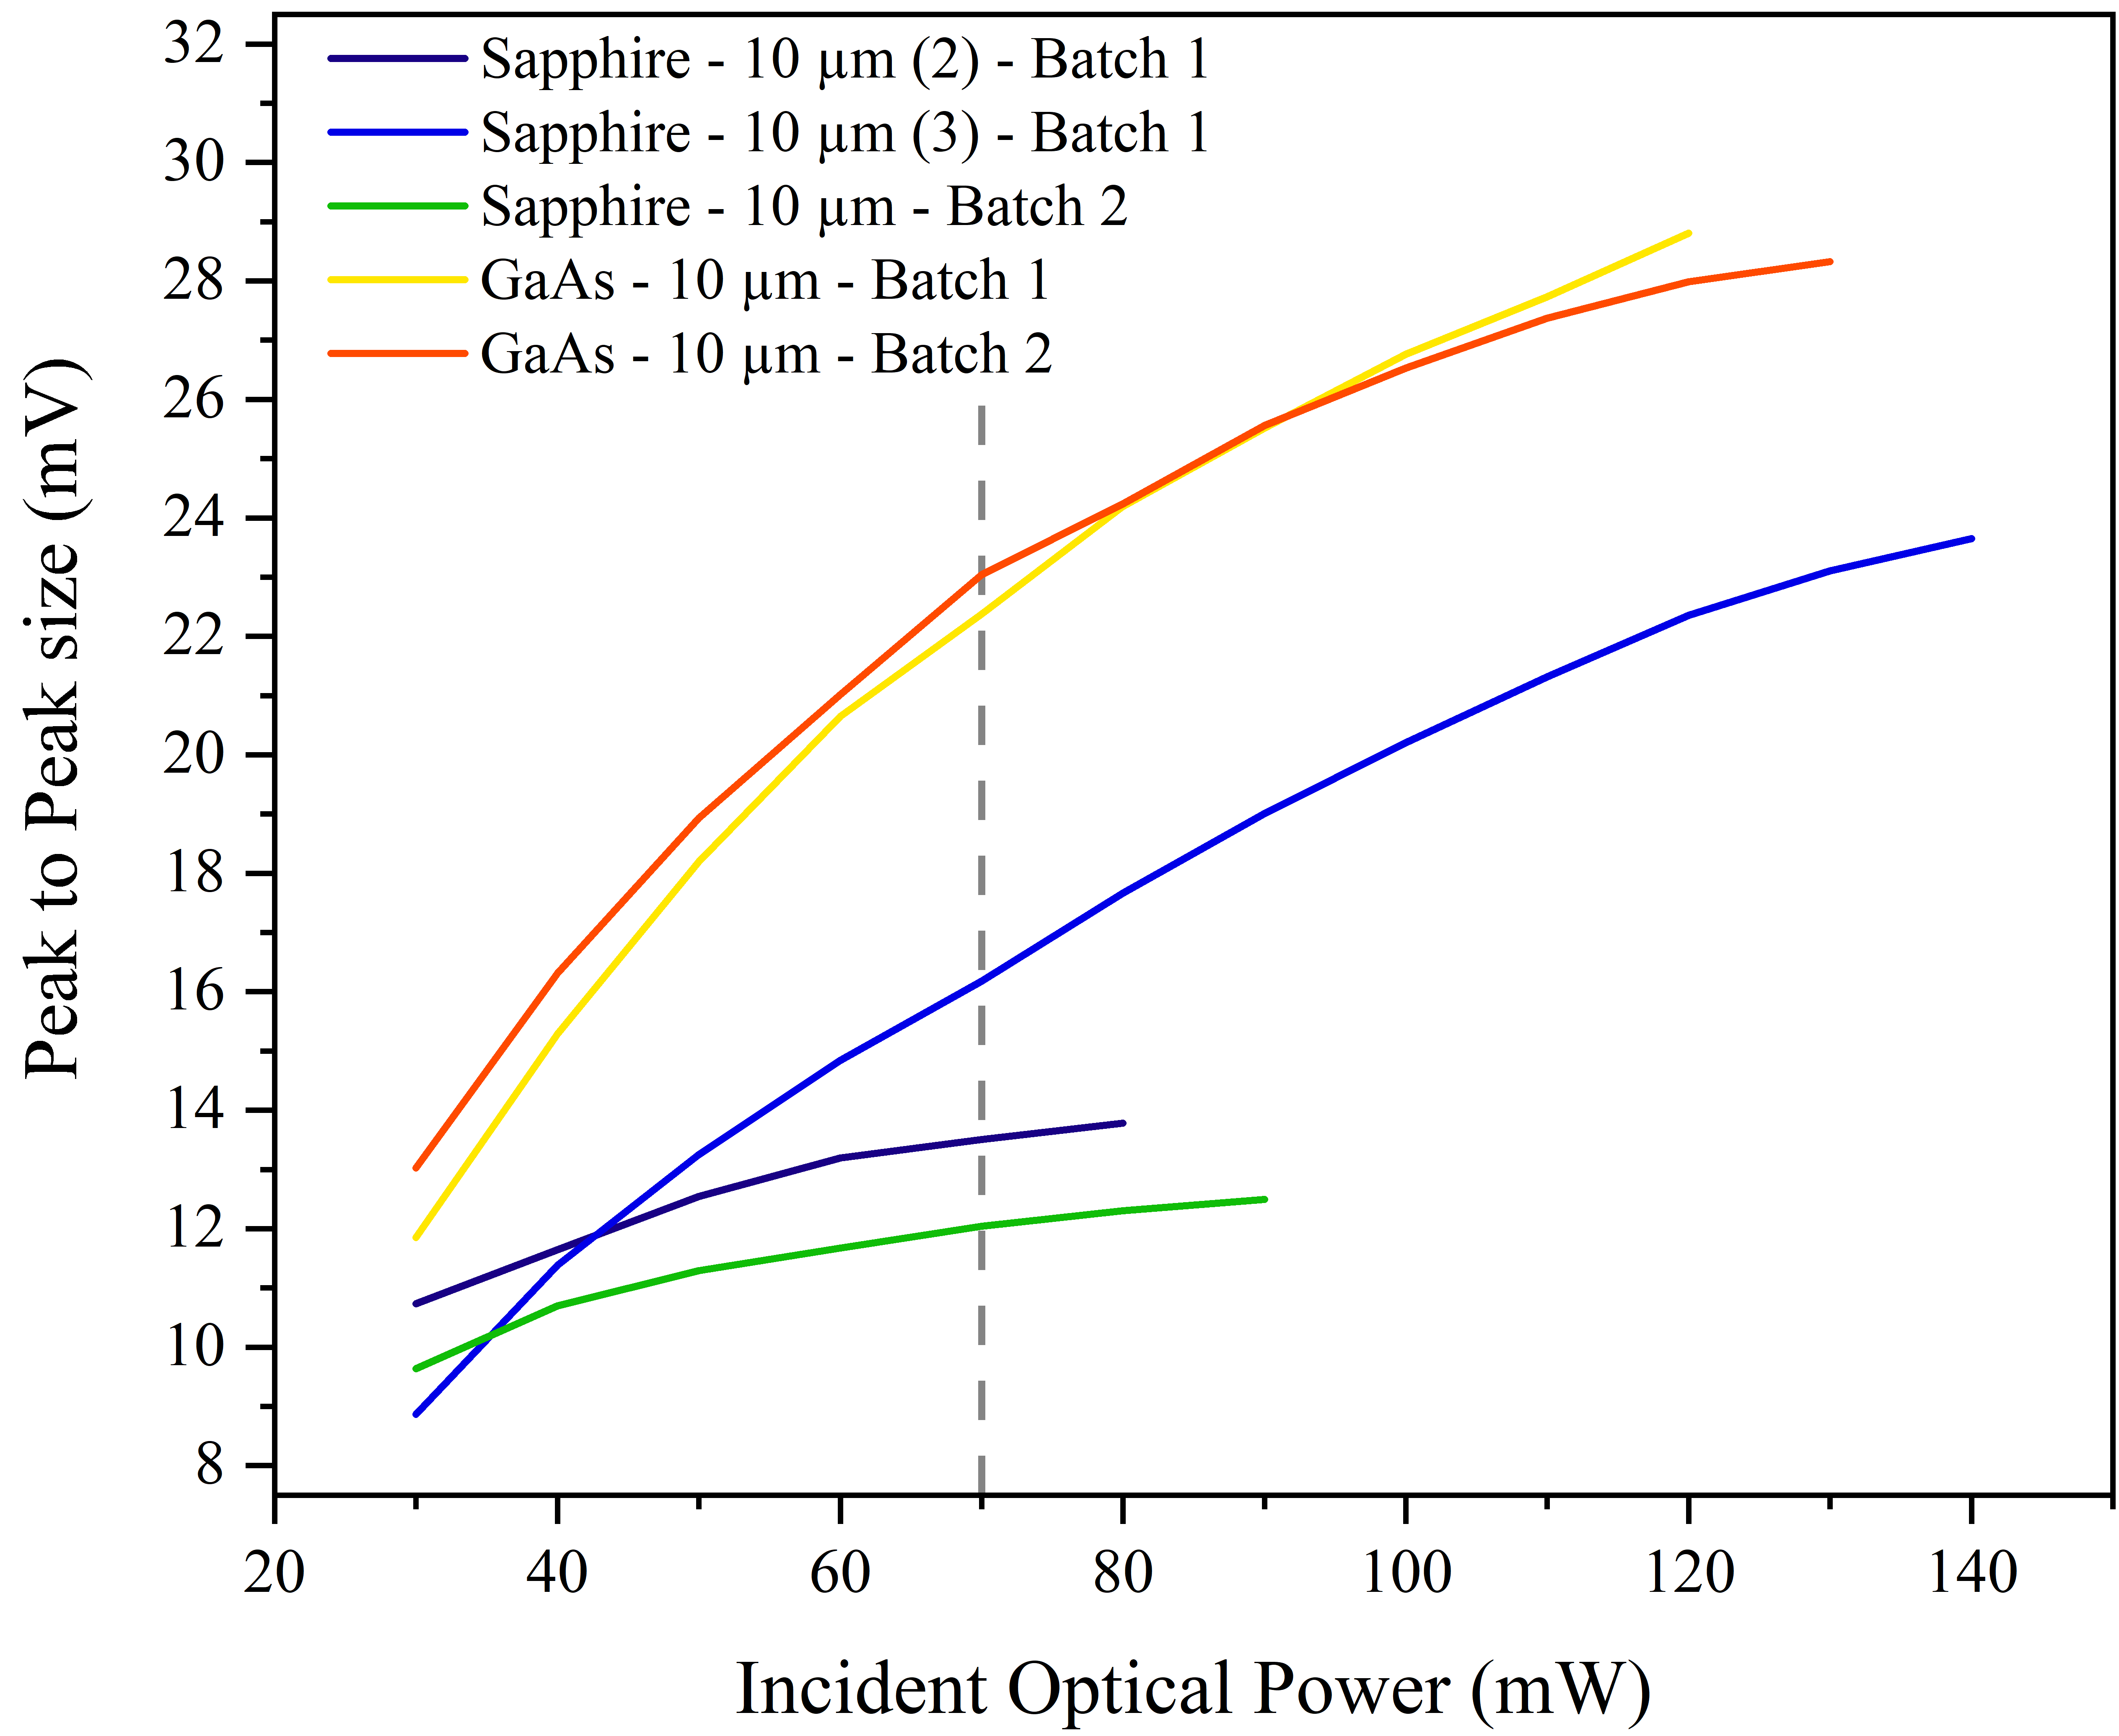 Sapphire - 10 µm (2) - Batch 1
Sapphire - 10 µm (3) - Batch 1
Sapphire - 10 µm - Batch 2
GaAs - 10 µm - Batch 1
GaAs - 10 µm - Batch 2
Peak to Peak size (mV)
32
30
28
26
24
22
20
18
16
14
12
10
8
20 40 60 80 100 120 140
Incident Optical Power (mW)